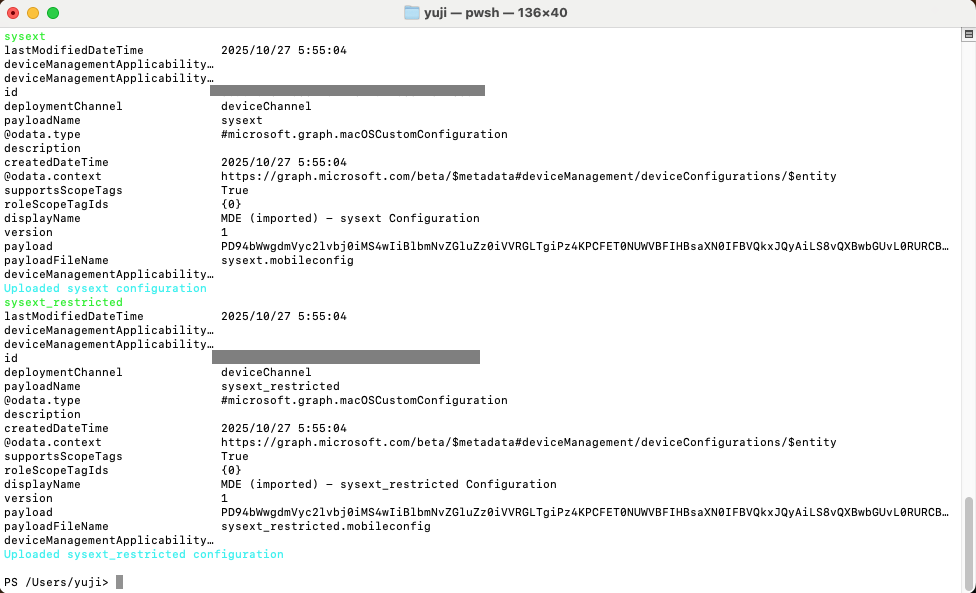 yuji — pwsh — 136×40
sysext
lastModifiedDateTime 2025/10/27 5:55:04
deviceManagementApplicability…
deviceManagementApplicability…
id
deploymentChannel deviceChannel
payloadName sysext
@odata.type #microsoft.graph.macOSCustomConfiguration
description
createdDateTime 2025/10/27 5:55:04
@odata.context https://graph.microsoft.com/beta/$metadata#deviceManagement/deviceConfigurations/$entity
supportsScopeTags True
roleScopeTagIds {0}
displayName MDE (imported) – sysext Configuration
version 1
payload PD94bWwgdmVyc2lvbj0iMS4wIiBlbmNvZGluZz0iVVRGLTgiPz4KPCFET0NUWVBFIHBsaXN0IFBVQkxJQyAiLS8vQXBwbGUvL0RURCB…
payloadFileName sysext.mobileconfig
deviceManagementApplicability…
Uploaded sysext configuration
sysext_restricted
lastModifiedDateTime 2025/10/27 5:55:04
deviceManagementApplicability…
deviceManagementApplicability…
id
deploymentChannel deviceChannel
payloadName sysext_restricted
@odata.type #microsoft.graph.macOSCustomConfiguration
description
createdDateTime 2025/10/27 5:55:04
@odata.context https://graph.microsoft.com/beta/$metadata#deviceManagement/deviceConfigurations/$entity
supportsScopeTags True
roleScopeTagIds {0}
displayName MDE (imported) – sysext_restricted Configuration
version 1
payload PD94bWwgdmVyc2lvbj0iMS4wIiBlbmNvZGluZz0iVVRGLTgiPz4KPCFET0NUWVBFIHBsaXN0IFBVQkxJQyAiLS8vQXBwbGUvL0RURCB…
payloadFileName sysext_restricted.mobileconfig
deviceManagementApplicability…
Uploaded sysext_restricted configuration
PS /Users/yuji>